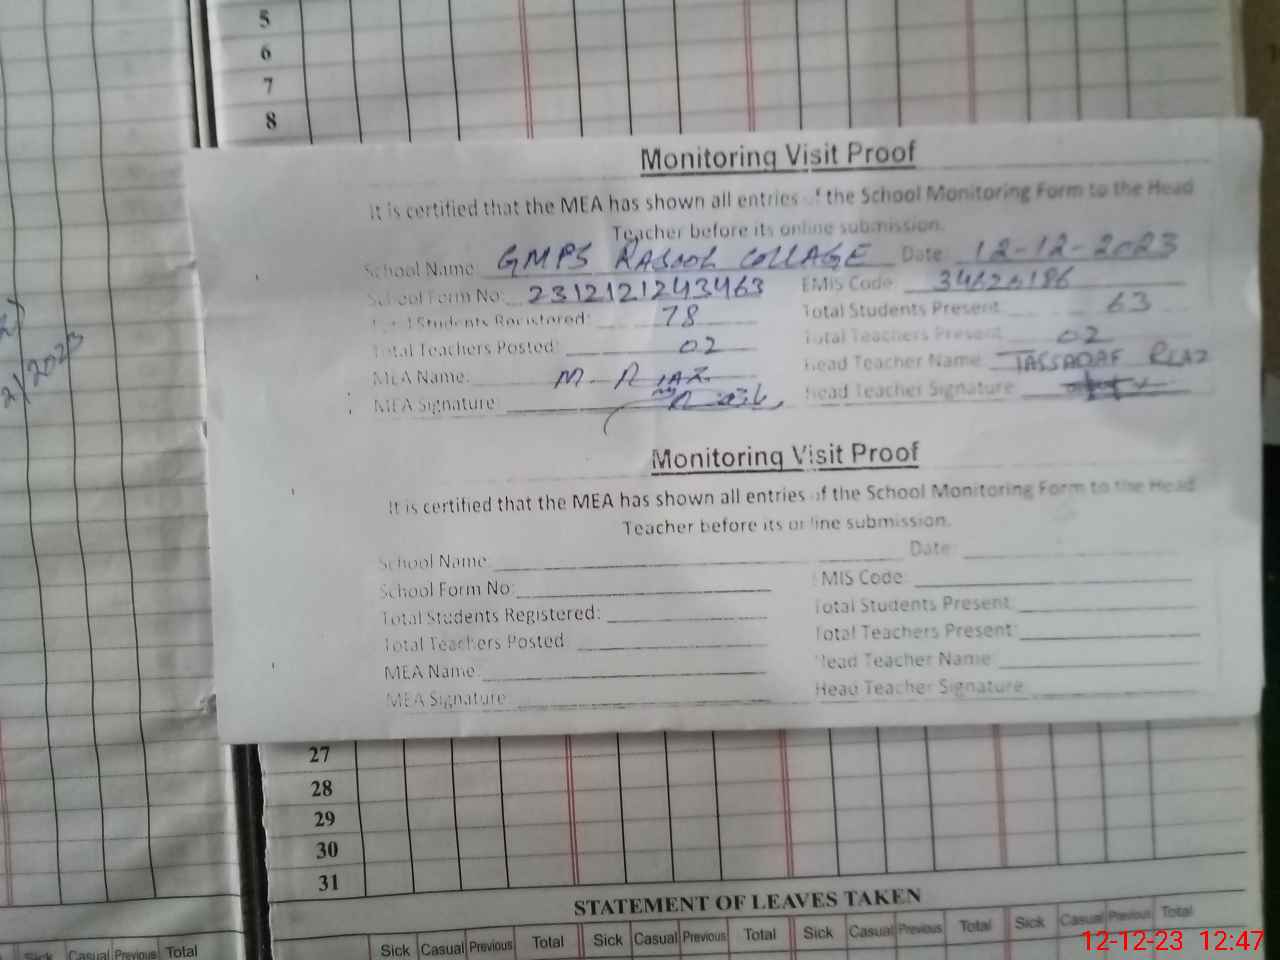 5
6
7
8
Monitoring Visit Proof
It is certified that the MEA has shown all entries of the School Monitoring Form to the Head
Teacher before its online submission.
School Name GMPS RASOOL COLLAGE Date: 12-12-2023
School Form No: 2312121243463 EMIS Code: 34620186
Total Students Registered: 78 Total Students Present 63
Total Teachers Posted: 02 Total Teachers Present 02
MEA Name: M. RIAZ Head Teacher Name TASSADAF RIAZ
MEA Signature: Head Teacher Signature
Monitoring Visit Proof
It is certified that the MEA has shown all entries of the School Monitoring Form to the Head
Teacher before its online submission.
School Name: Date:
School Form No: EMIS Code:
Total Students Registered: Total Students Present:
Total Teachers Posted Total Teachers Present:
MEA Name: Head Teacher Name:
MEA Signature: Head Teacher Signature
27
28
29
30
31
STATEMENT OF LEAVES TAKEN
Sick Casual Previous Total Sick Casual Previous Total Sick Casual Previous Total Sick Casual Previous Total Sick Casual Previous Total
2/2023
12-12-23 12:47